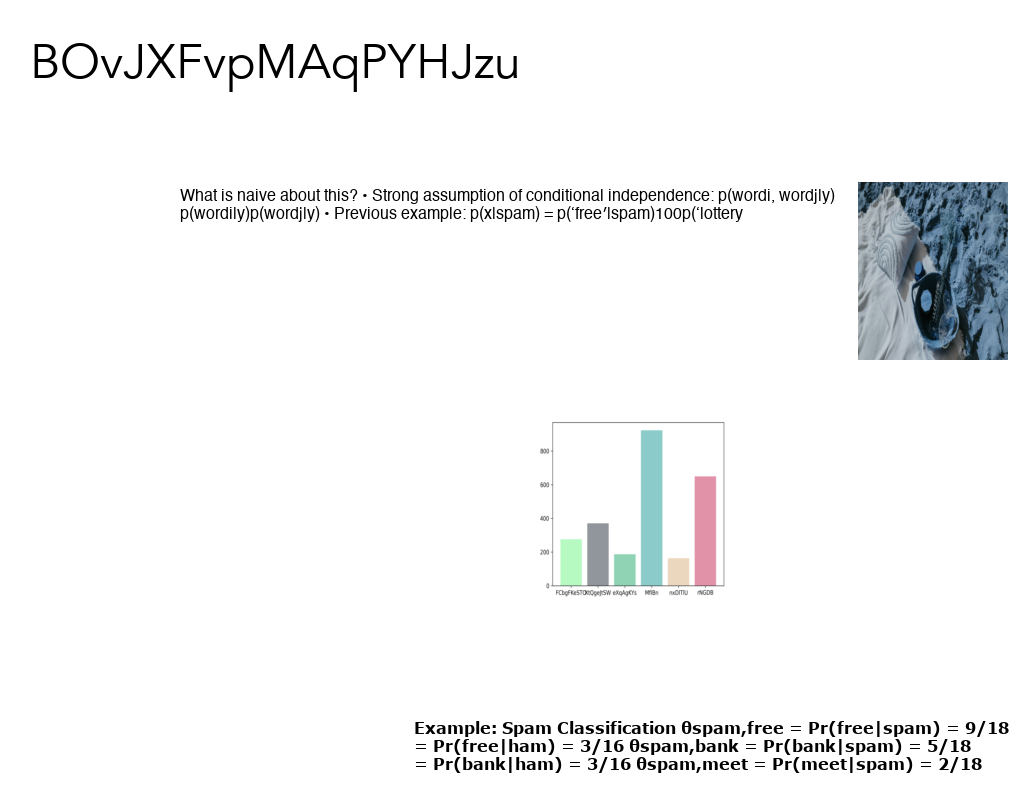 BOvJXFvpMAqPYHJzu
What is naive about this? • Strong assumption of conditional independence: p(wordi, wordj|y)
p(wordi|y)p(wordj|y) • Previous example: p(x|spam) = p(‘free′|spam)100p(‘lottery
800
600
400
200
0
FCbgFKeSTO XtQgeJtSW eXqAgKYs MfIBn nxDITIU rNGDB
Example: Spam Classification θspam,free = Pr(free|spam) = 9/18
= Pr(free|ham) = 3/16 θspam,bank = Pr(bank|spam) = 5/18
= Pr(bank|ham) = 3/16 θspam,meet = Pr(meet|spam) = 2/18